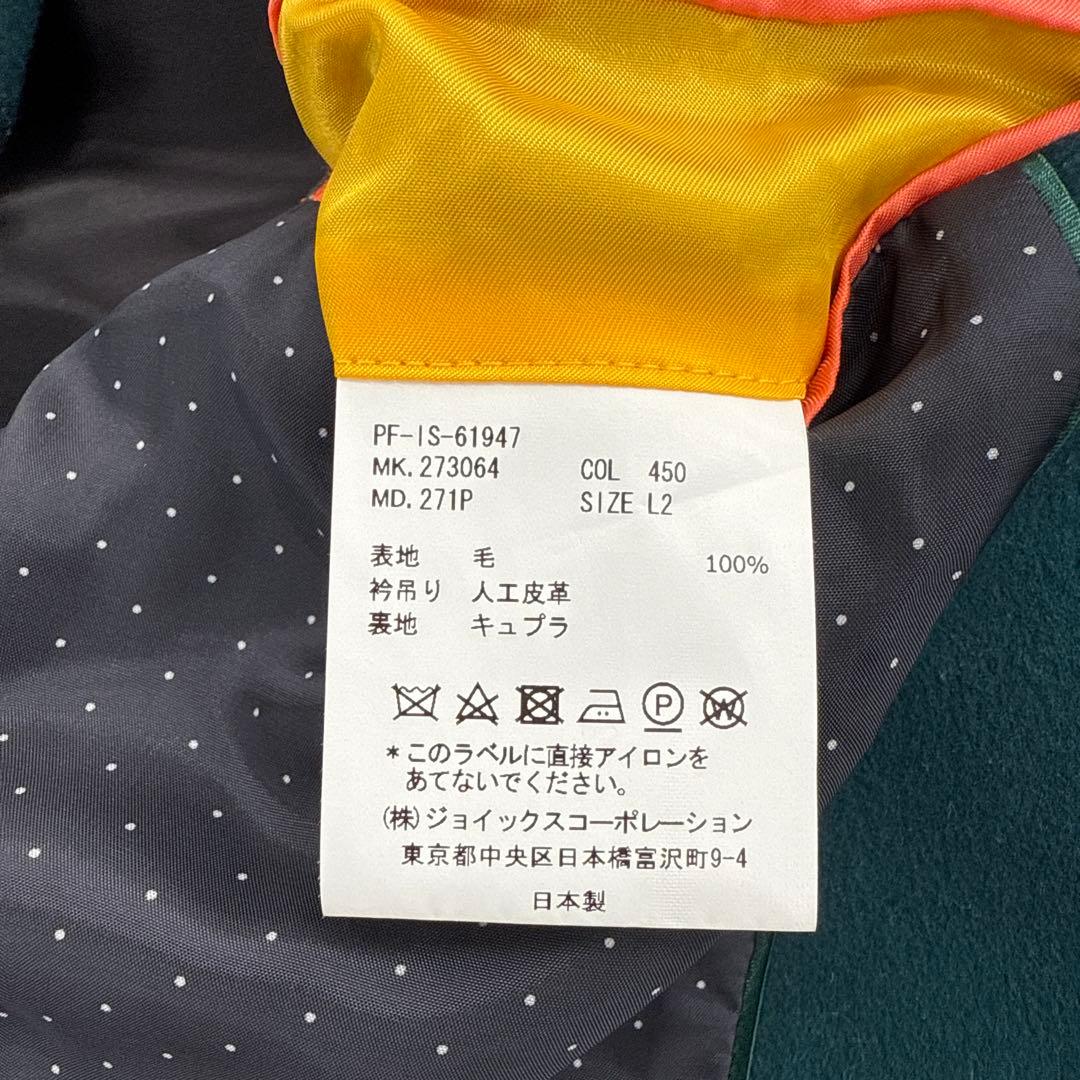 PF-IS-61947
MK.273064 COL 450
MD.271P SIZE L2
表地 毛 100%
衿吊り 人工皮革
裏地 キュプラ
P W
*このラベルに直接アイロンを
あてないでください。
(株)ジョイックスコーポレーション
東京都中央区日本橋富沢町9-4
日本製